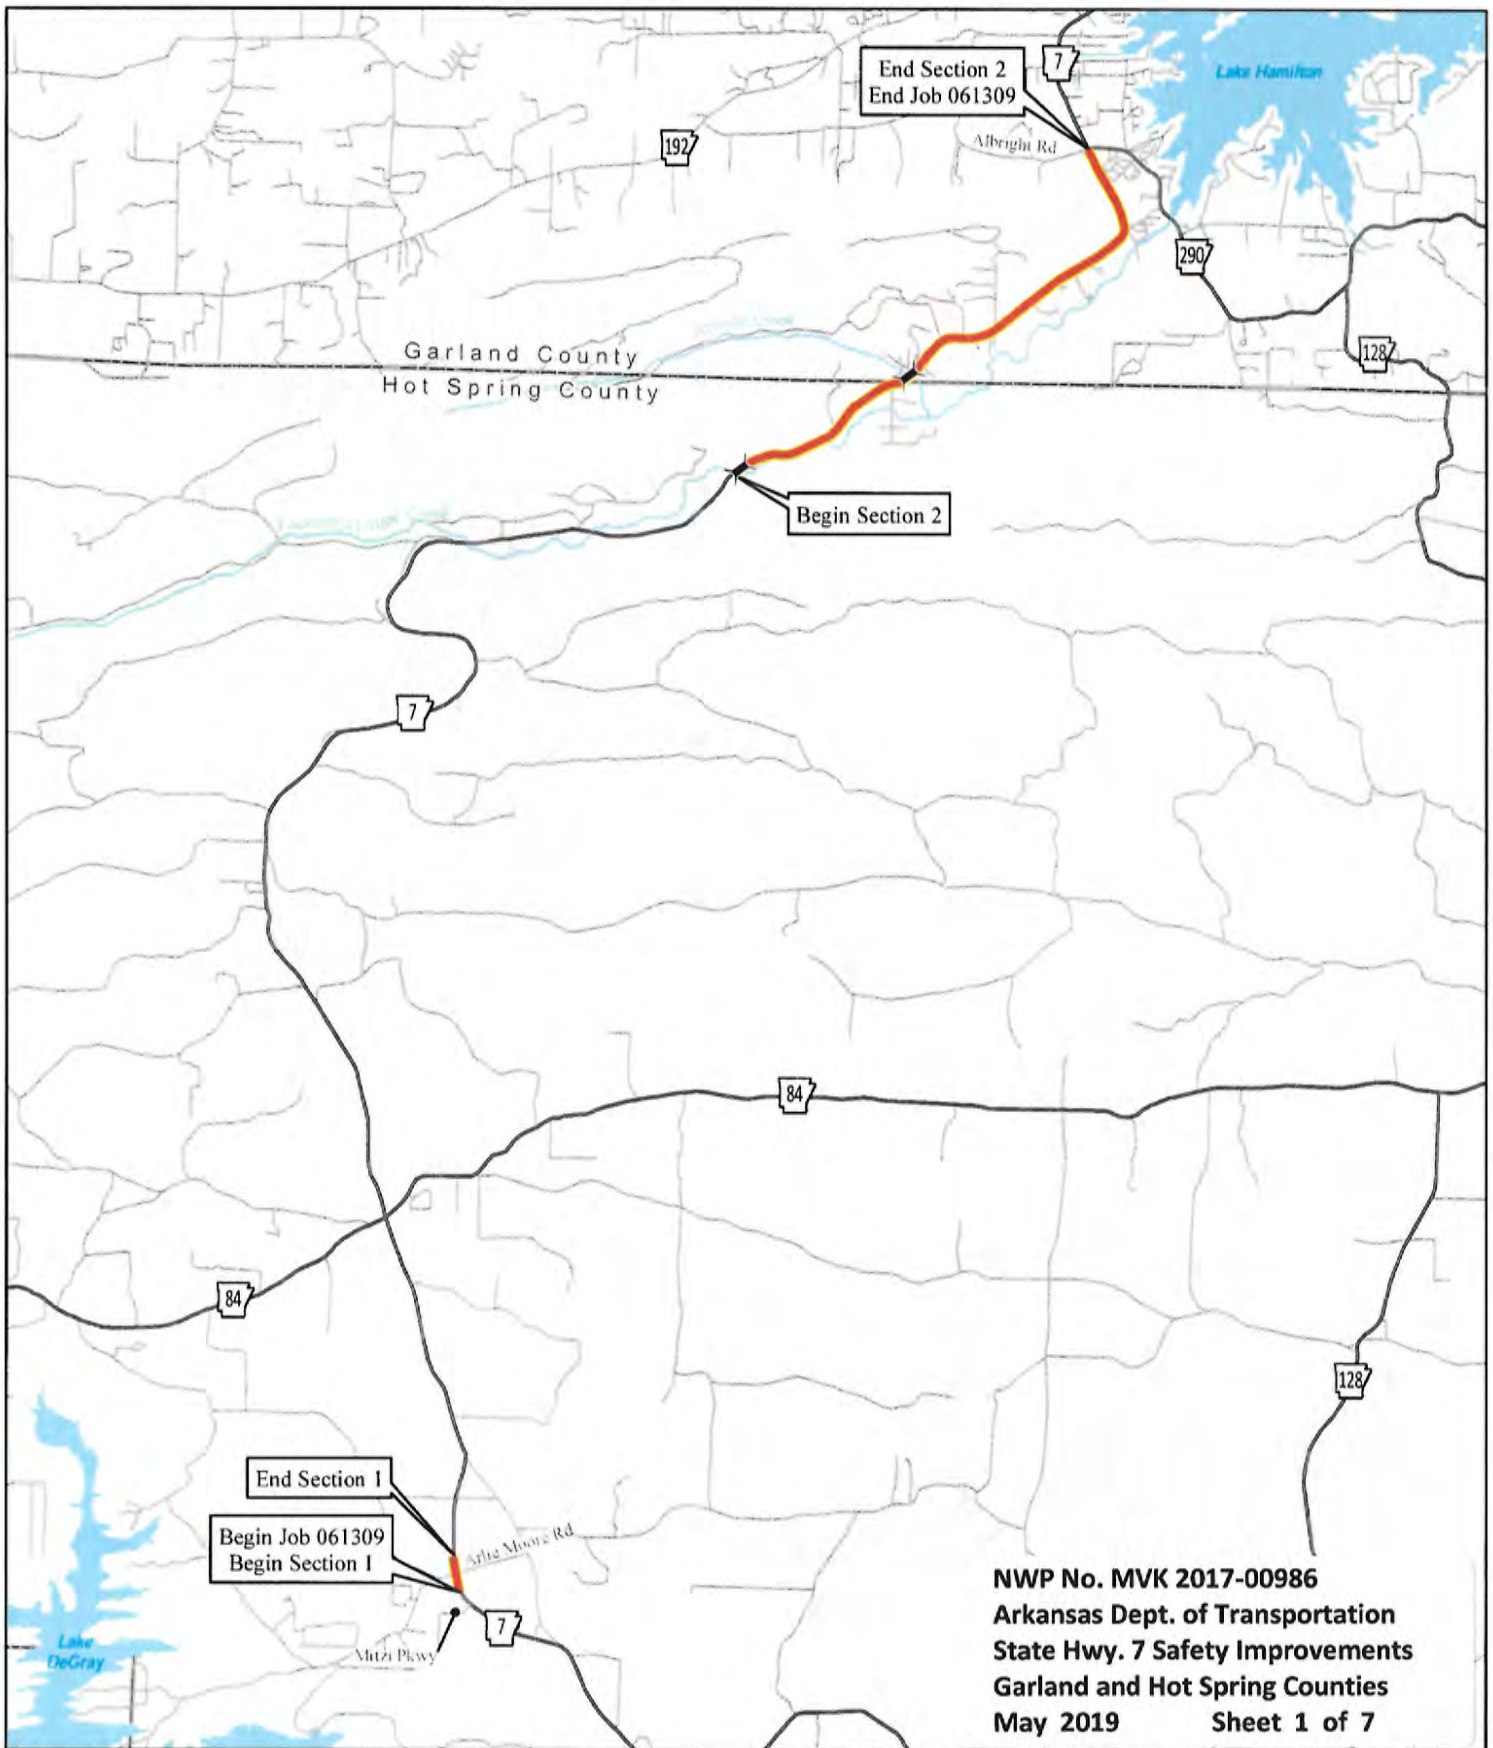 7
Lake Hamilton
End Section 2
End Job 061309
192
Albright Rd
290
Garland County
128
Hot Spring County
Begin Section 2
7
84
84
128
End Section 1
Arlie Moore Rd
Begin Job 061309
Begin Section 1
7
Mitzi Pkwy
Lake
DeGray
NWP No. MVK 2017-00986
Arkansas Dept. of Transportation
State Hwy. 7 Safety Improvements
Garland and Hot Spring Counties
May 2019 Sheet 1 of 7